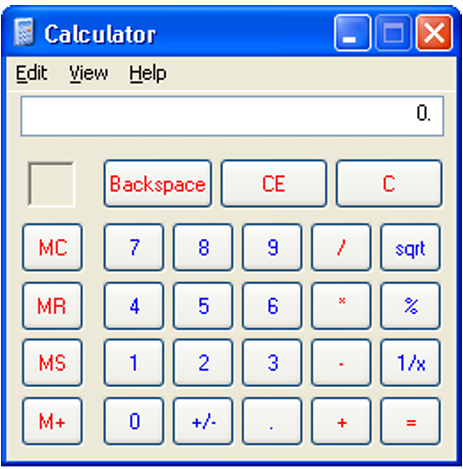 Calculator
Edit View Help
0.
Backspace CE C
MC 7 8 9 / sqrt
MR 4 5 6 * %
MS 1 2 3 - 1/x
M+ 0 +/- . + =